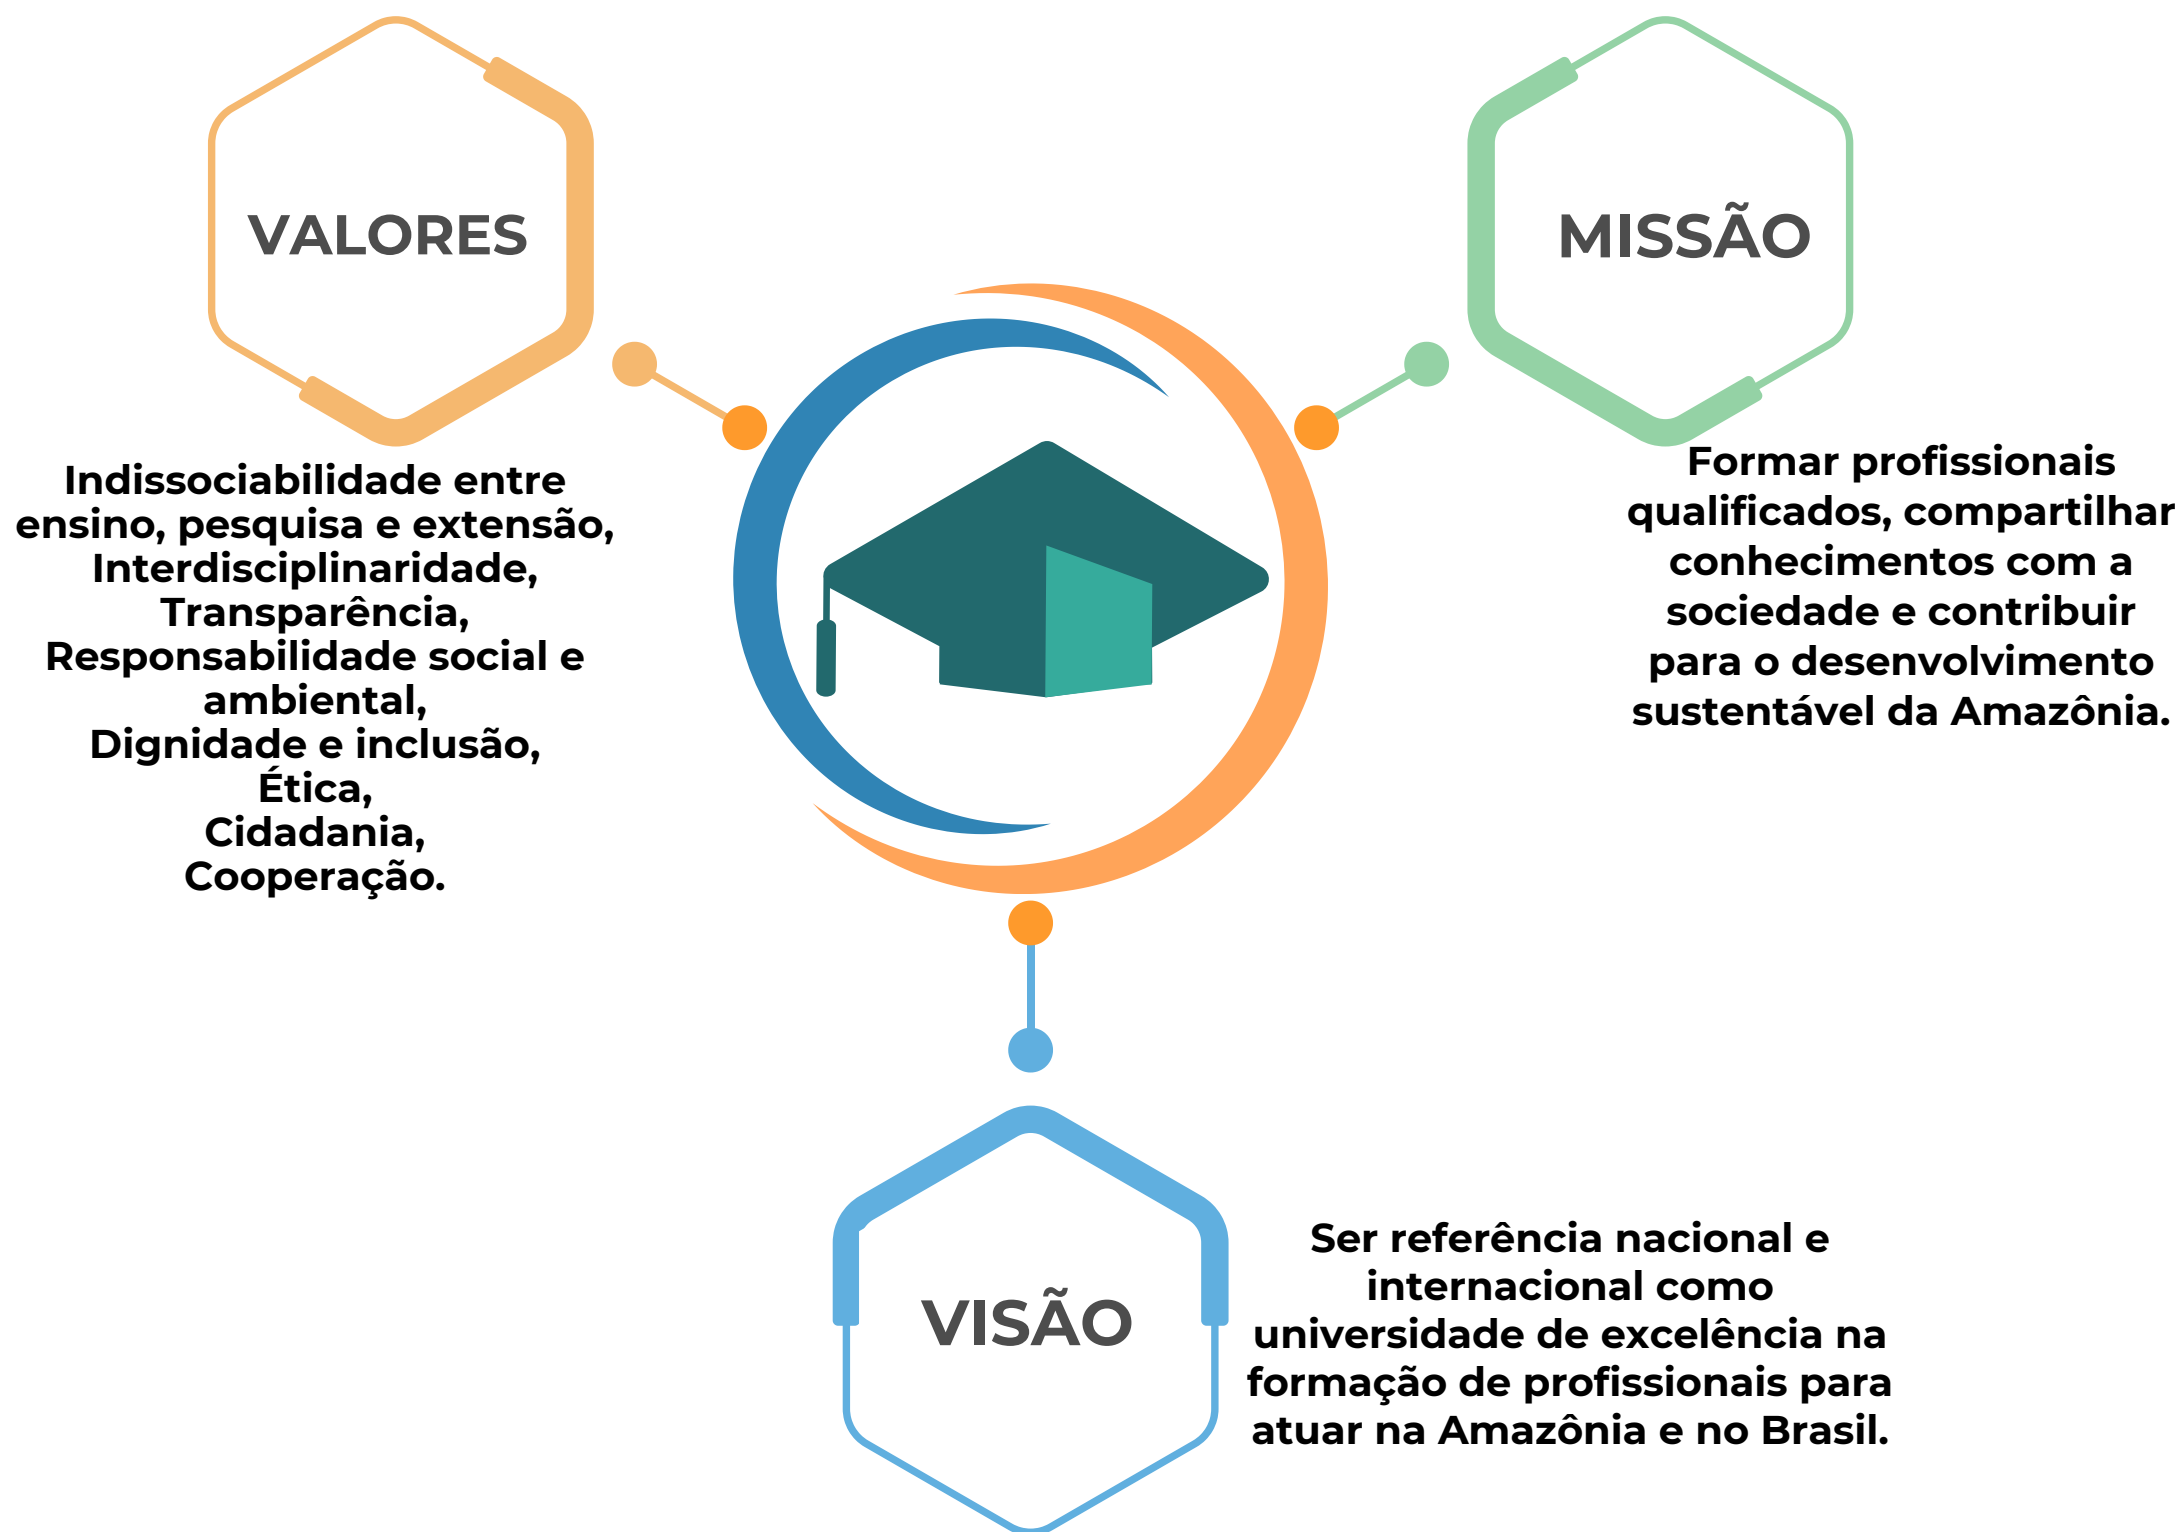 VALORES
Indissociabilidade entre
ensino, pesquisa e extensão,
Interdisciplinaridade,
Transparência,
Responsabilidade social e
ambiental,
Dignidade e inclusão,
Ética,
Cidadania,
Cooperação.
MISSÃO
Formar profissionais
qualificados, compartilhar
conhecimentos com a
sociedade e contribuir
para o desenvolvimento
sustentável da Amazônia.
VISÃO
Ser referência nacional e
internacional como
universidade de excelência na
formação de profissionais para
atuar na Amazônia e no Brasil.